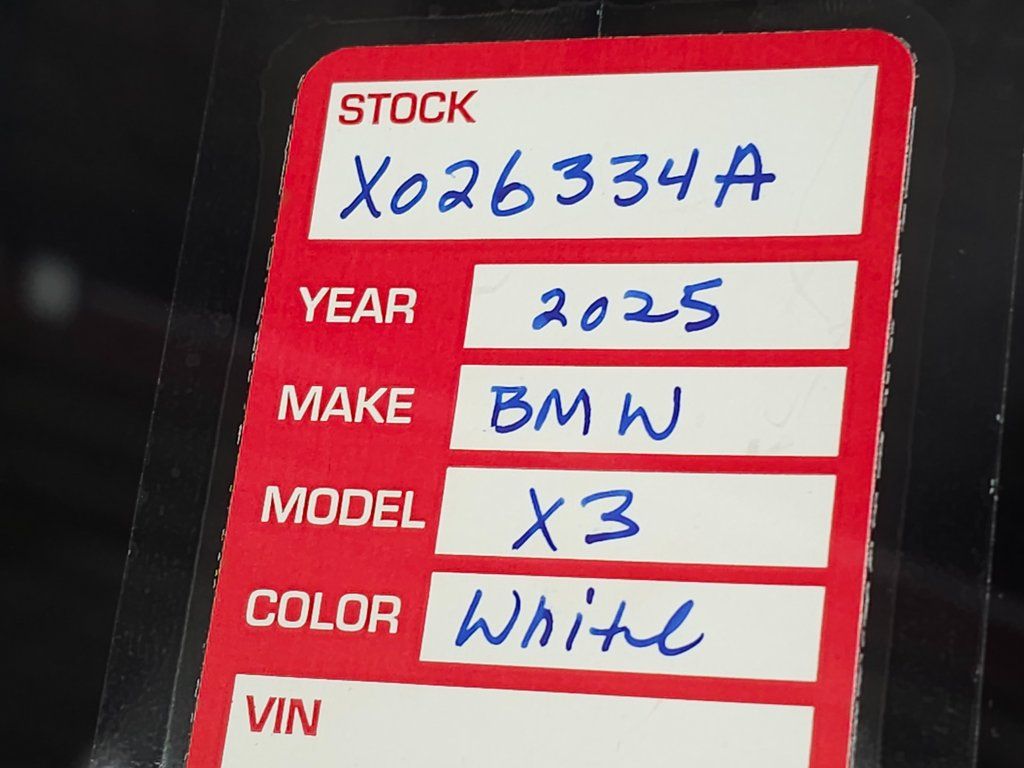 STOCK
X026334A
YEAR 2025
MAKE BMW
MODEL X3
COLOR White
VIN